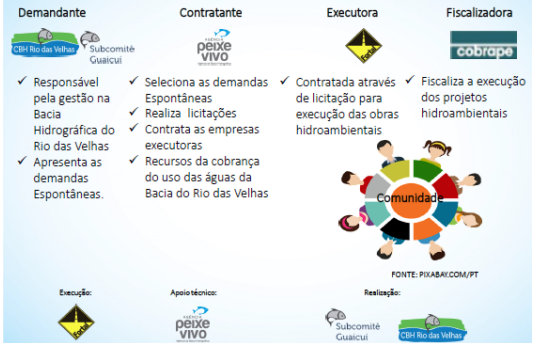 Demandante
Contratante
Executora
Fiscalizadora
CBH Rio das Velhas
Subcomitê
Guaicuí
AGÊNCIA
peixe
vivo
cobrape
✓ Responsável
pela gestão na
Bacia
Hidrográfica do
Rio das Velhas
✓ Apresenta as
demandas
Espontâneas.
✓ Seleciona as demandas
Espontâneas
✓ Realiza licitações
✓ Contrata as empresas
executoras
✓ Recursos da cobrança
do uso das águas da
Bacia do Rio das Velhas
✓ Contratada através
de licitação para
execução das obras
hidroambientais
✓ Fiscaliza a execução
dos projetos
hidroambientais
Comunidade
FONTE: PIXABAY.COM/PT
Execução:
Apoio técnico:
AGÊNCIA
peixe
vivo
Realização:
Subcomitê
Guaicuí
CBH Rio das Velhas